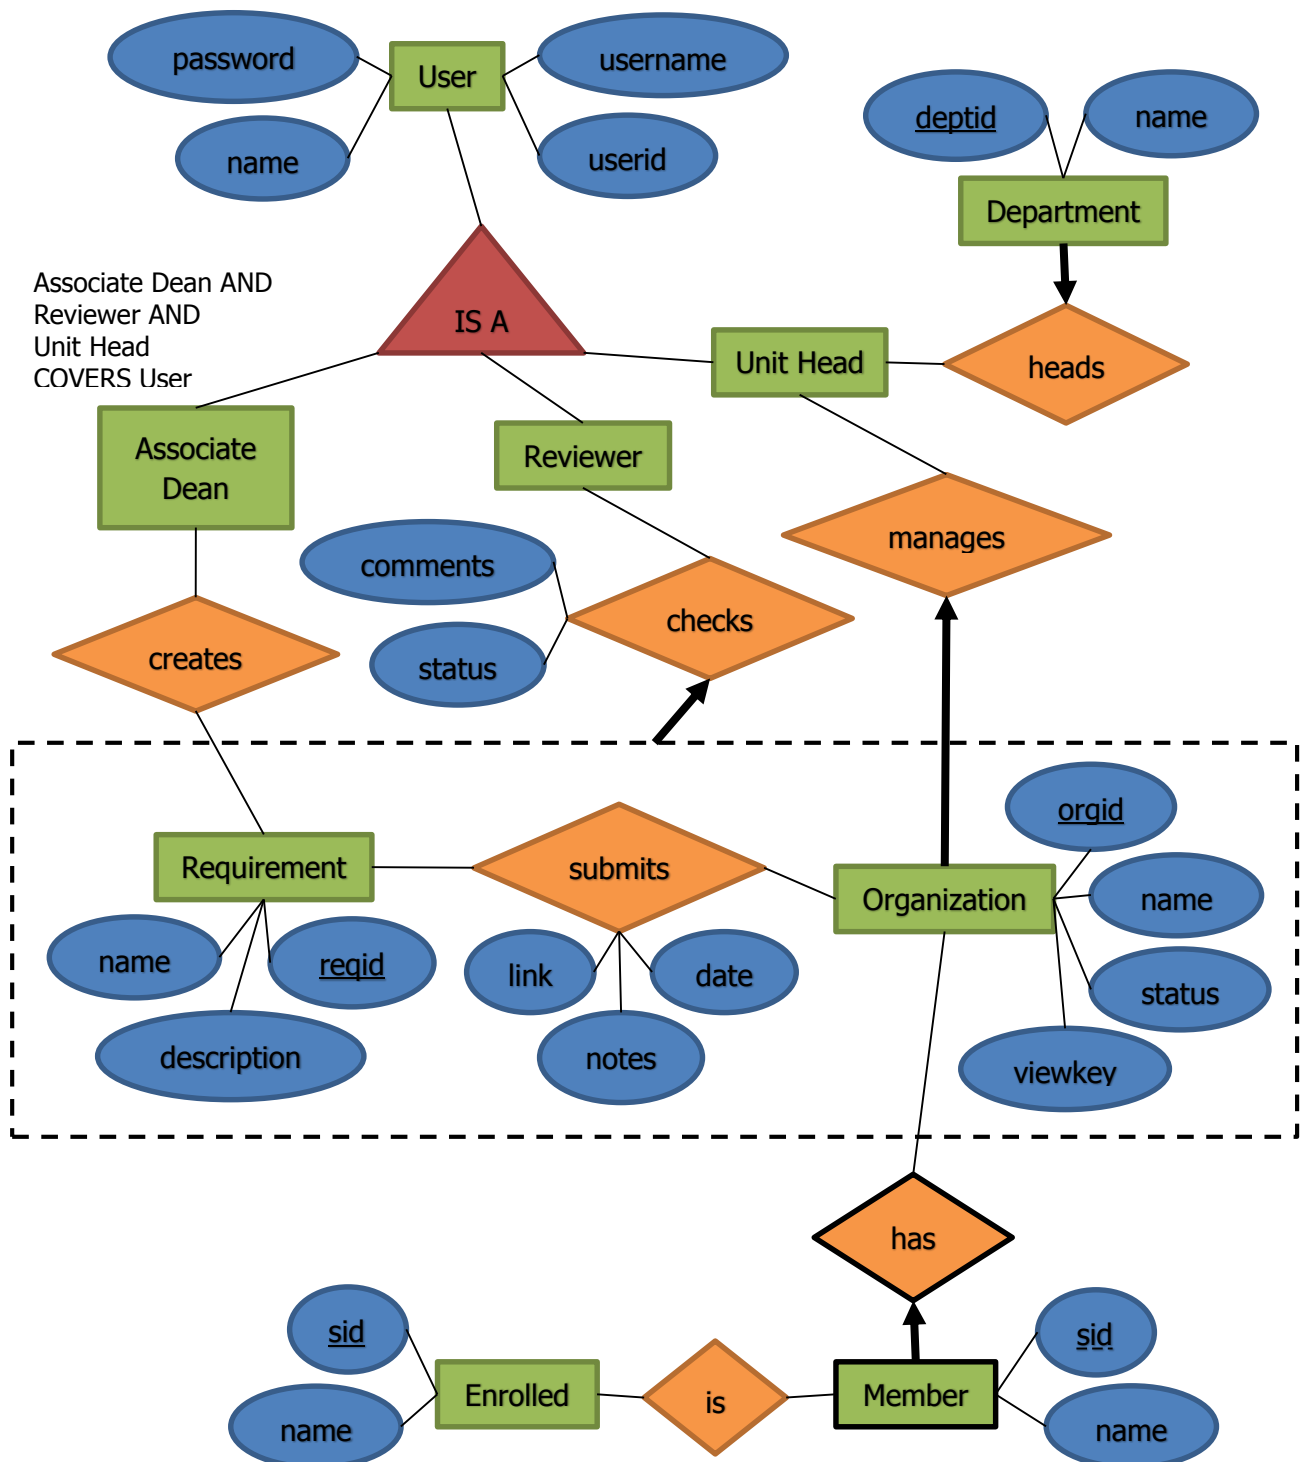 password
User
username
deptid
name
name
userid
Department
Associate Dean AND
Reviewer AND
Unit Head
COVERS User
IS A
Unit Head
heads
Associate
Dean
Reviewer
manages
comments
checks
creates
status
orgid
Requirement
submits
Organization
name
name
reqid
link
date
status
description
notes
viewkey
has
sid
sid
Enrolled
is
Member
name
name